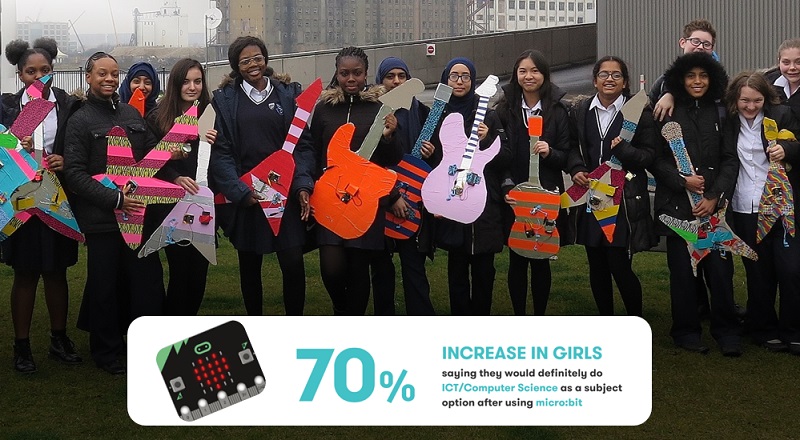 70%
INCREASE IN GIRLS
saying they would definitely do
ICT/Computer Science as a subject
option after using micro:bit